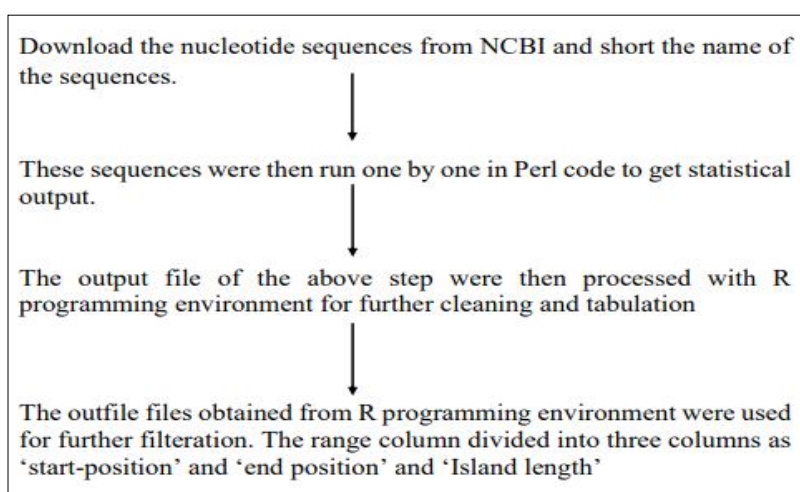 Download the nucleotide sequences from NCBI and short the name of
the sequences.
These sequences were then run one by one in Perl code to get statistical
output.
The output file of the above step were then processed with R
programming environment for further cleaning and tabulation
The outfile files obtained from R programming environment were used
for further filteration. The range column divided into three columns as
‘start-position’ and ‘end position’ and ‘Island length’